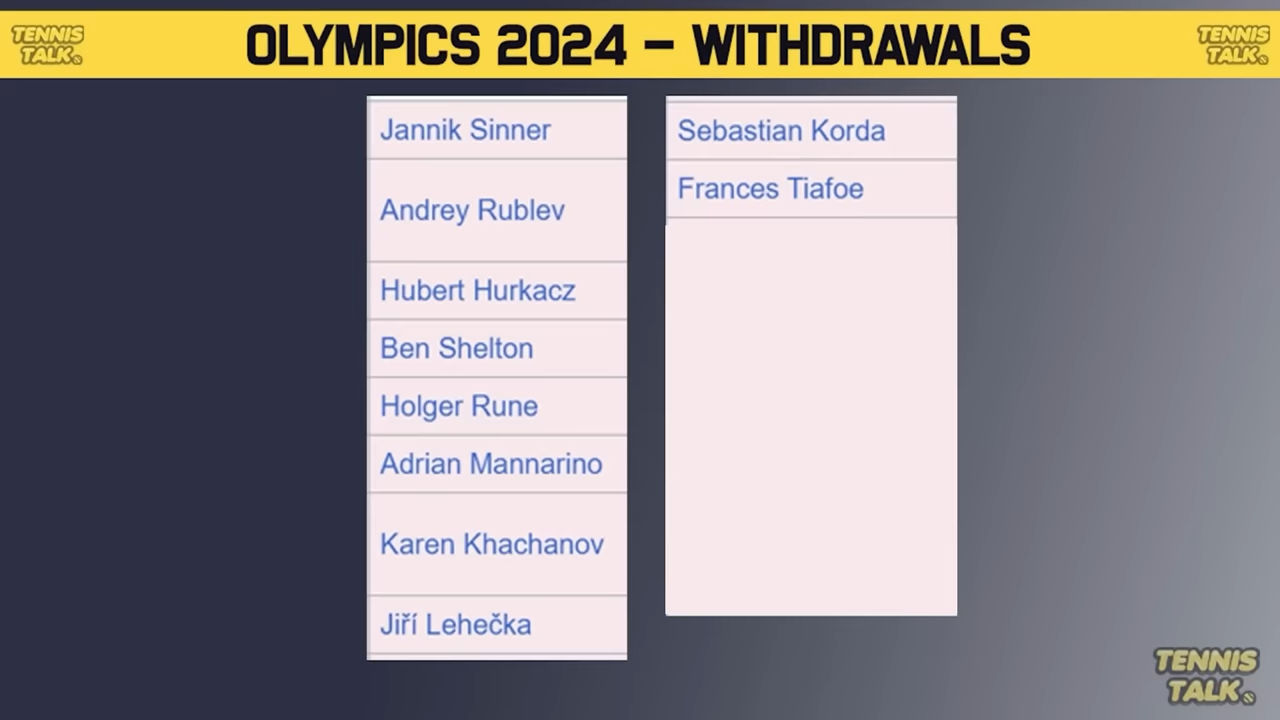 TENNIS
TALK
OLYMPICS 2024 – WITHDRAWALS
TENNIS
TALK
Jannik Sinner
Andrey Rublev
Hubert Hurkacz
Ben Shelton
Holger Rune
Adrian Mannarino
Karen Khachanov
Jiří Lehečka
Sebastian Korda
Frances Tiafoe
TENNIS
TALK